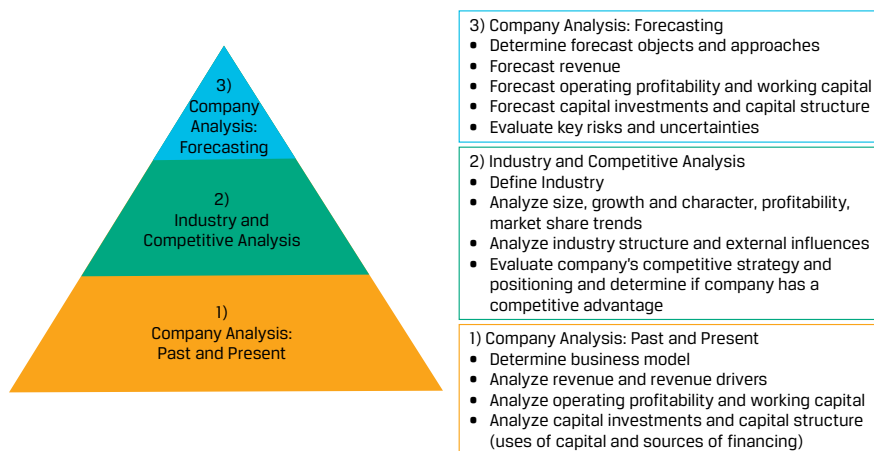 3)
Company
Analysis:
Forecasting
2)
Industry and
Competitive Analysis
1)
Company Analysis:
Past and Present
3) Company Analysis: Forecasting
• Determine forecast objects and approaches
• Forecast revenue
• Forecast operating profitability and working capital
• Forecast capital investments and capital structure
• Evaluate key risks and uncertainties
2) Industry and Competitive Analysis
• Define Industry
• Analyze size, growth and character, profitability,
market share trends
• Analyze industry structure and external influences
• Evaluate company's competitive strategy and
positioning and determine if company has a
competitive advantage
1) Company Analysis: Past and Present
• Determine business model
• Analyze revenue and revenue drivers
• Analyze operating profitability and working capital
• Analyze capital investments and capital structure
(uses of capital and sources of financing)